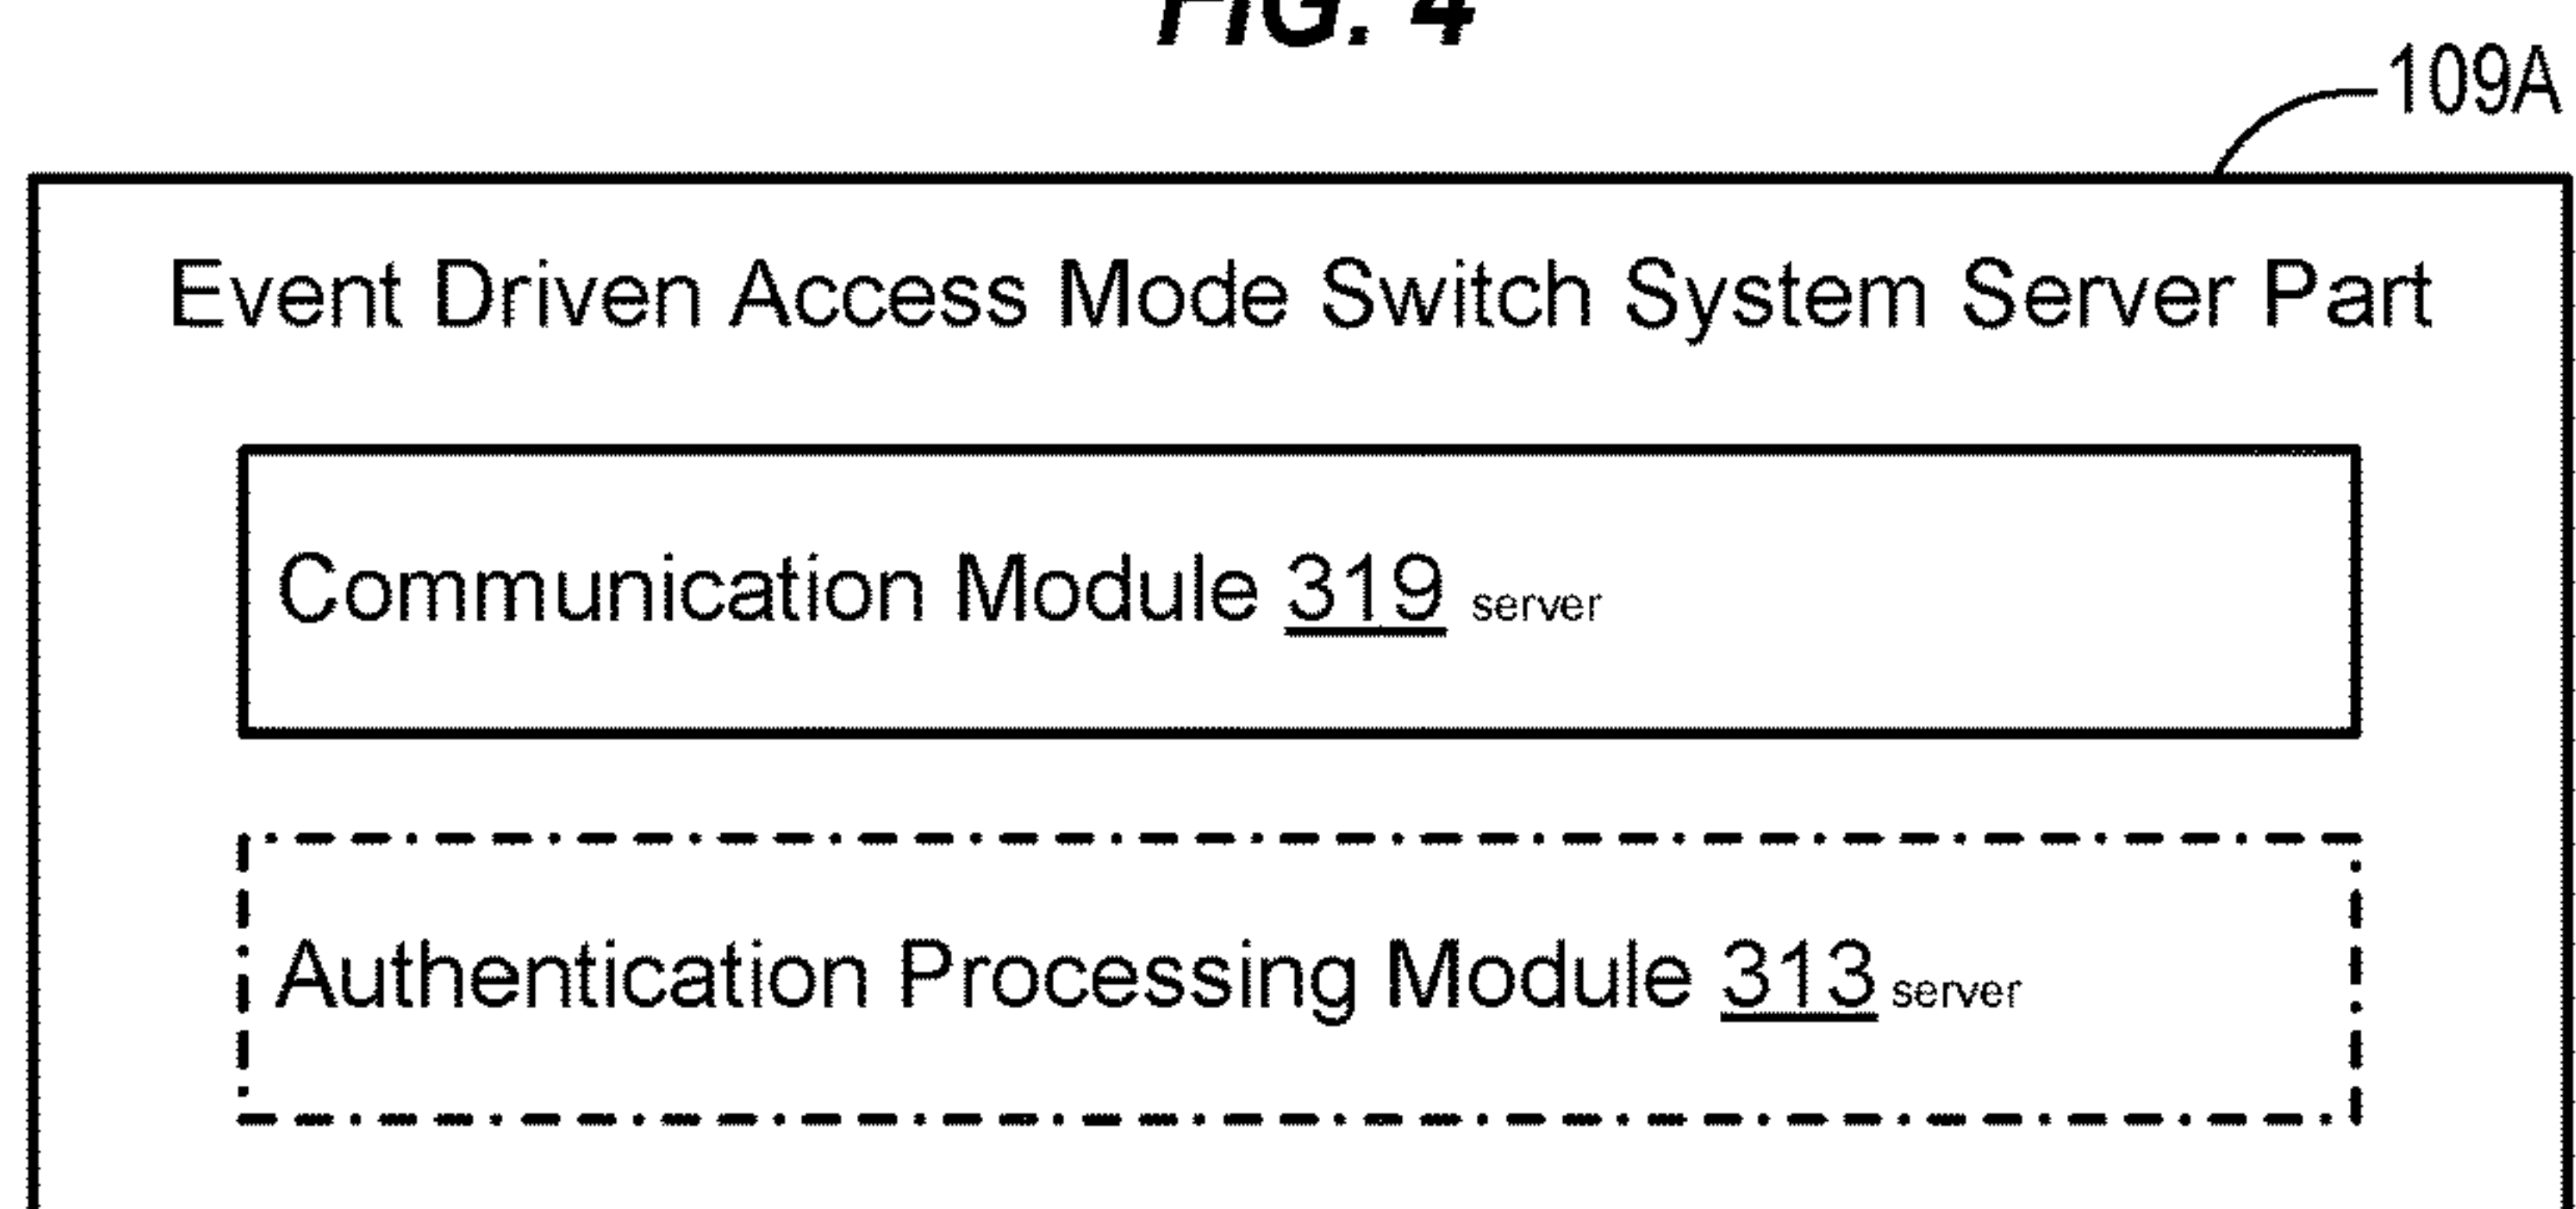 FIG. 4
109A
Event Driven Access Mode Switch System Server Part
Communication Module 319 server
Authentication Processing Module 313 server